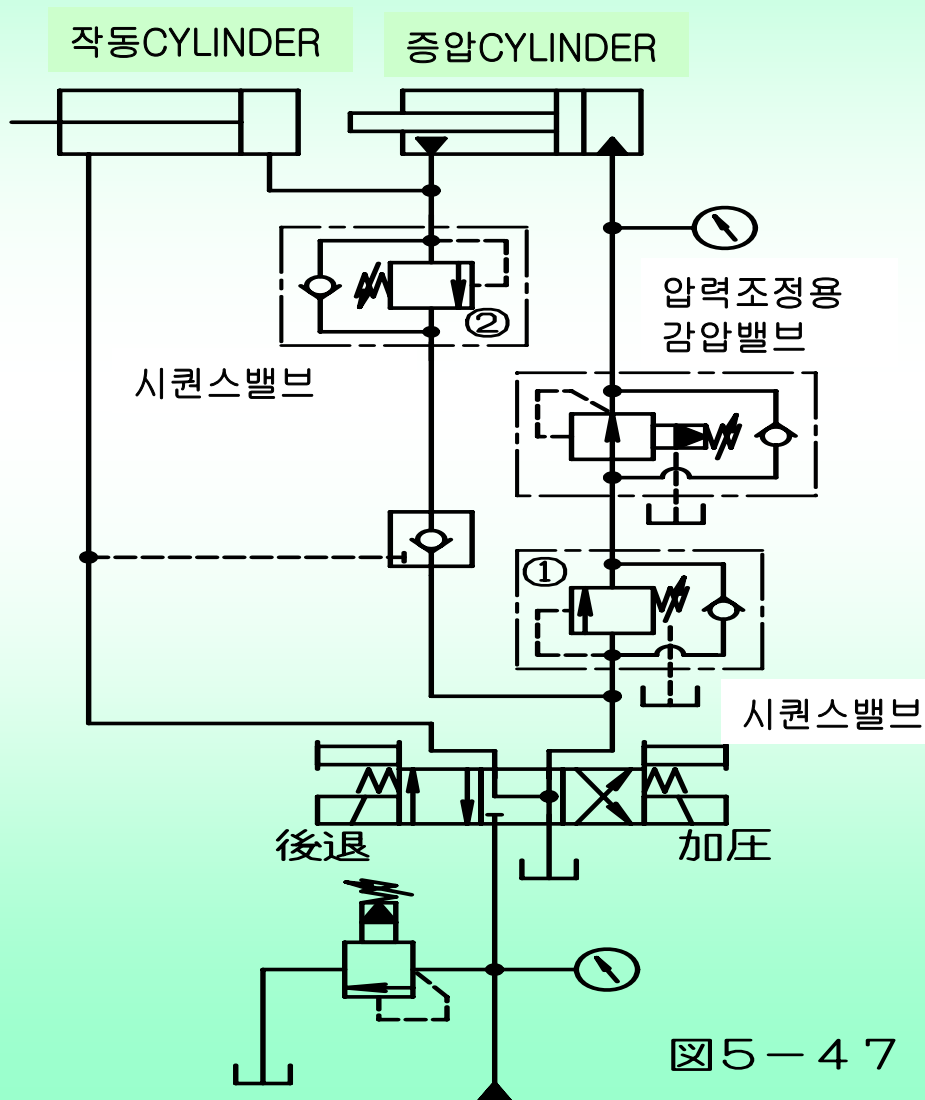 작동CYLINDER
증압CYLINDER
압력조정용
감압밸브
②
시퀀스밸브
①
시퀀스밸브
後退
加圧
図5－47